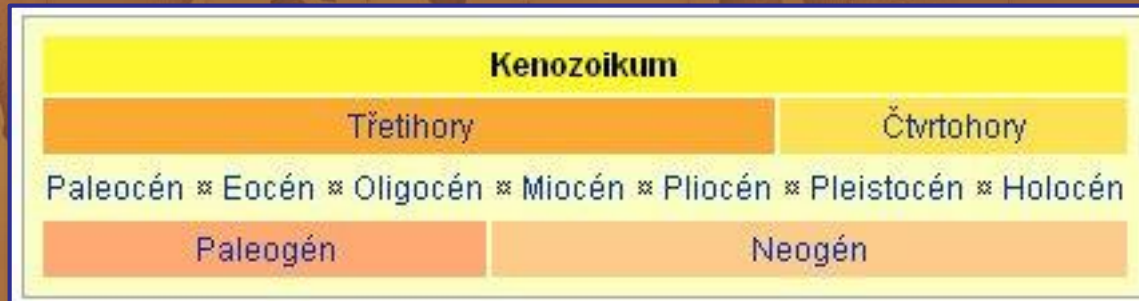 Kenozoikum
Třetihory Čtvrtohory
Paleocén ¤ Eocén ¤ Oligocén ¤ Miocén ¤ Pliocén ¤ Pleistocén ¤ Holocén
Paleogén Neogén